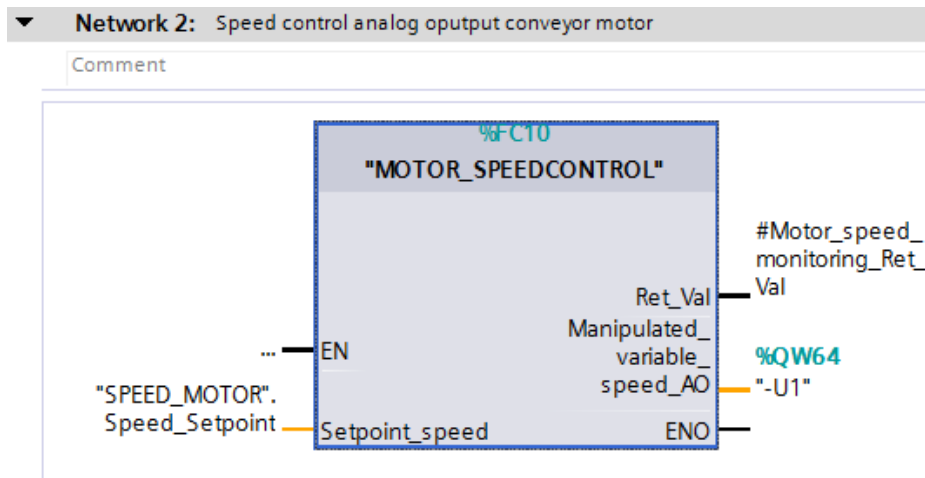 Network 2: Speed control analog oputput conveyor motor
Comment
%FC10
"MOTOR_SPEEDCONTROL"
#Motor_speed_
monitoring_Ret_
Val
Ret_Val
Manipulated_
variable_
speed_AO
%QW64
"-U1"
...
EN
"SPEED_MOTOR".
Speed_Setpoint
Setpoint_speed
ENO